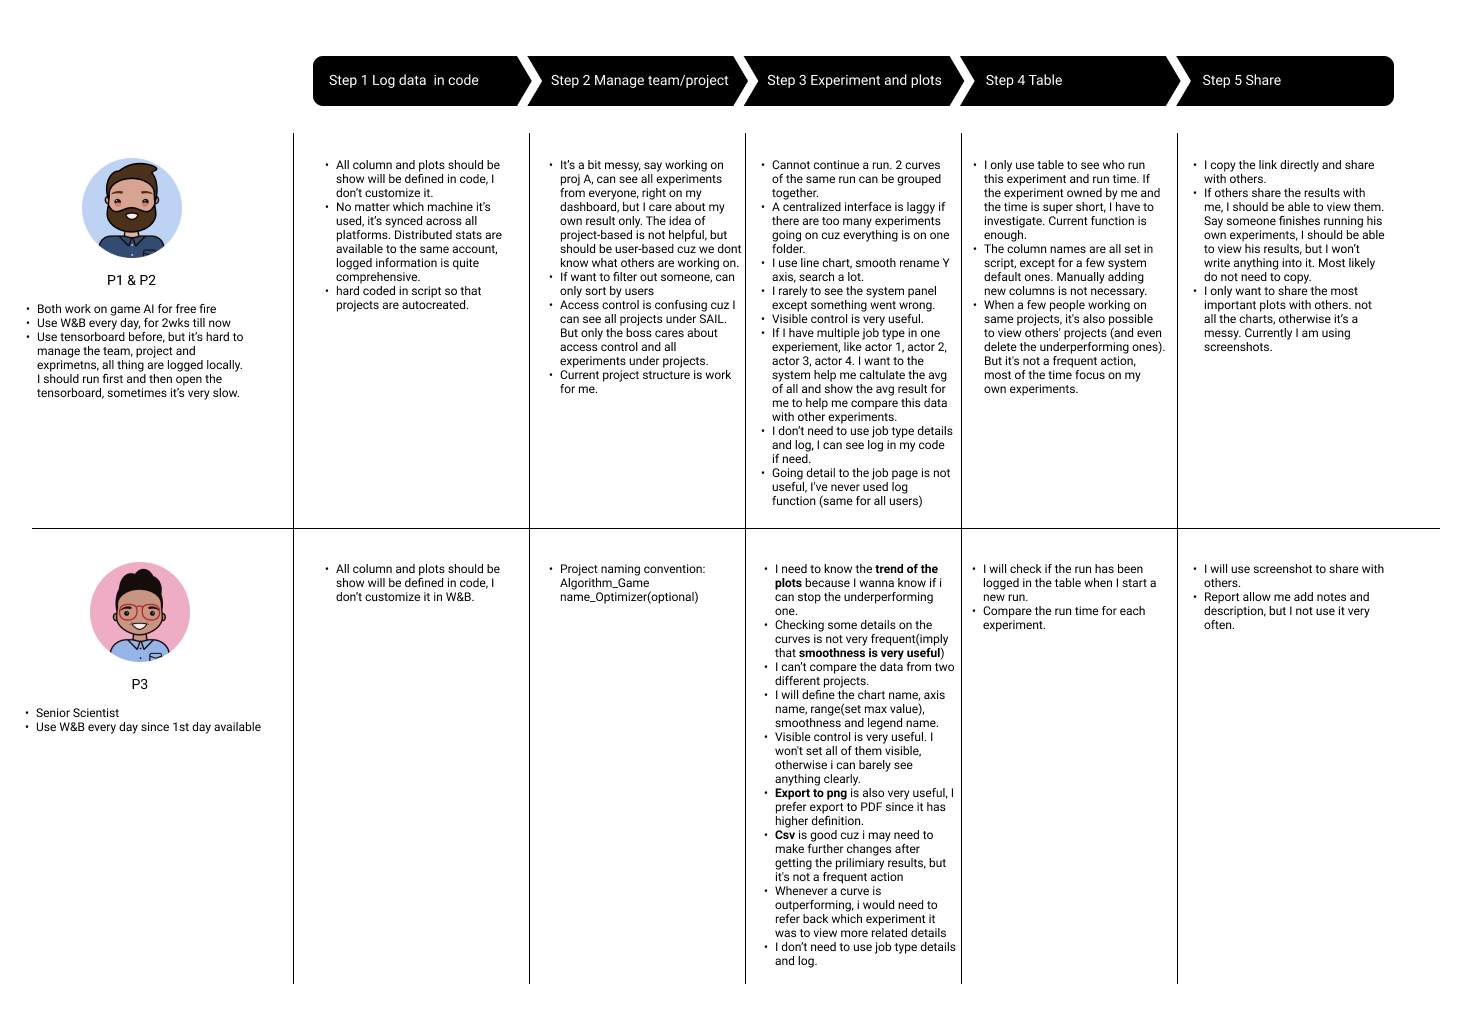 Step 1 Log data  in code
Step 2 Manage team/project
Step 3 Experiment and plots
Step 4 Table
Step 5 Share
P1 & P2
• Both work on game AI for free fire
• Use W&B every day, for 2wks till now
• Use tensorboard before, but it’s hard to
manage the team, project and
exprimetns, all thing are logged locally.
I should run first and then open the
tensorboard, sometimes it’s very slow.
• All column and plots should be
show will be defined in code, I
don’t customize it.
• No matter which machine it’s
used, it’s synced across all
platforms. Distributed stats are
available to the same account,
logged information is quite
comprehensive.
• hard coded in script so that
projects are autocreated.
• It’s a bit messy, say working on
proj A, can see all experiments
from everyone, right on my
dashboard, but I care about my
own result only. The idea of
project-based is not helpful, but
should be user-based cuz we dont
know what others are working on.
• If want to filter out someone, can
only sort by users
• Access control is confusing cuz I
can see all projects under SAIL.
But only the boss cares about
access control and all
experiments under projects.
• Current project structure is work
for me.
• Cannot continue a run. 2 curves
of the same run can be grouped
together.
• A centralized interface is laggy if
there are too many experiments
going on cuz everything is on one
folder.
• I use line chart, smooth rename Y
axis, search a lot.
• I rarely to see the system panel
except something went wrong.
• Visible control is very useful.
• If I have multiple job type in one
experiement, like actor 1, actor 2,
actor 3, actor 4. I want to the
system help me caltulate the avg
of all and show the avg result for
me to help me compare this data
with other experiments.
• I don’t need to use job type details
and log, I can see log in my code
if need.
• Going detail to the job page is not
useful, I've never used log
function (same for all users)
• I only use table to see who run
this experiment and run time. If
the experiment owned by me and
the time is super short, I have to
investigate. Current function is
enough.
• The column names are all set in
script, except for a few system
default ones. Manually adding
new columns is not necessary.
• When a few people working on
same projects, it's also possible
to view others' projects (and even
delete the underperforming ones).
But it's not a frequent action,
most of the time focus on my
own experiments.
• I copy the link directly and share
with others.
• If others share the results with
me, I should be able to view them.
Say someone finishes running his
own experiments, I should be able
to view his results, but I won’t
write anything into it. Most likely
do not need to copy.
• I only want to share the most
important plots with others. not
all the charts, otherwise it’s a
messy. Currently I am using
screenshots.
P3
• Senior Scientist
• Use W&B every day since 1st day available
• All column and plots should be
show will be defined in code, I
don’t customize it in W&B.
• Project naming convention:
Algorithm_Game
name_Optimizer(optional)
• I need to know the trend of the
plots because I wanna know if i
can stop the underperforming
one.
• Checking some details on the
curves is not very frequent(imply
that smoothness is very useful)
• I can’t compare the data from two
different projects.
• I will define the chart name, axis
name, range(set max value),
smoothness and legend name.
• Visible control is very useful. I
won't set all of them visible,
otherwise i can barely see
anything clearly.
• Export to png is also very useful, I
prefer export to PDF since it has
higher definition.
• Csv is good cuz i may need to
make further changes after
getting the prilimiary results, but
it's not a frequent action
• Whenever a curve is
outperforming, i would need to
refer back which experiment it
was to view more related details
• I don’t need to use job type details
and log.
• I will check if the run has been
logged in the table when I start a
new run.
• Compare the run time for each
experiment.
• I will use screenshot to share with
others.
• Report allow me add notes and
description, but I not use it very
often.